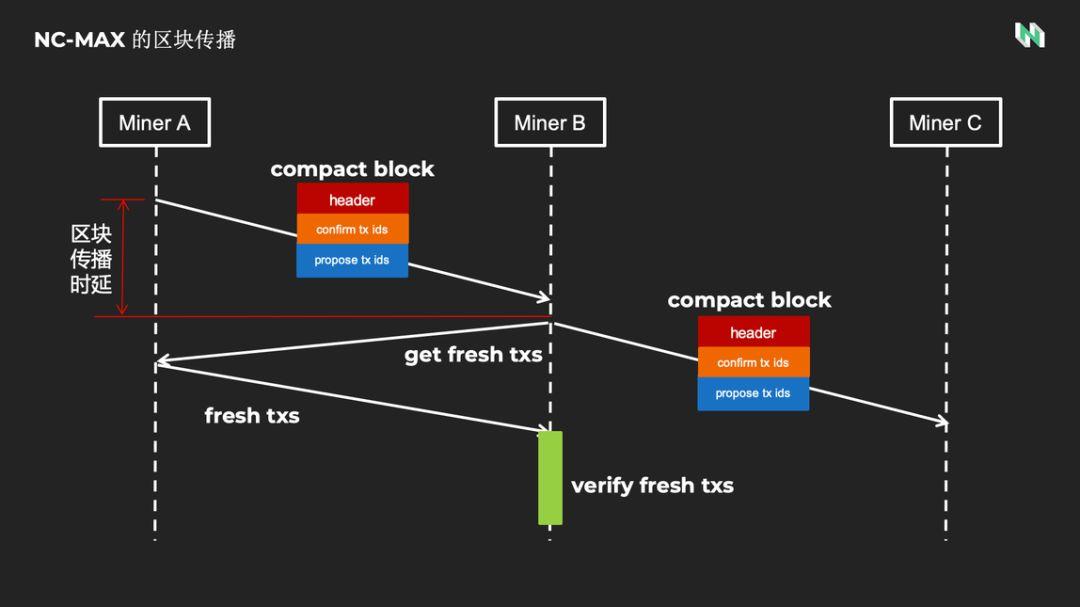 NC-MAX 的区块传播
Miner A
Miner B
Miner C
compact block
header
confirm tx ids
propose tx ids
区块
传播
时延
compact block
header
confirm tx ids
propose tx ids
get fresh txs
fresh txs
verify fresh txs